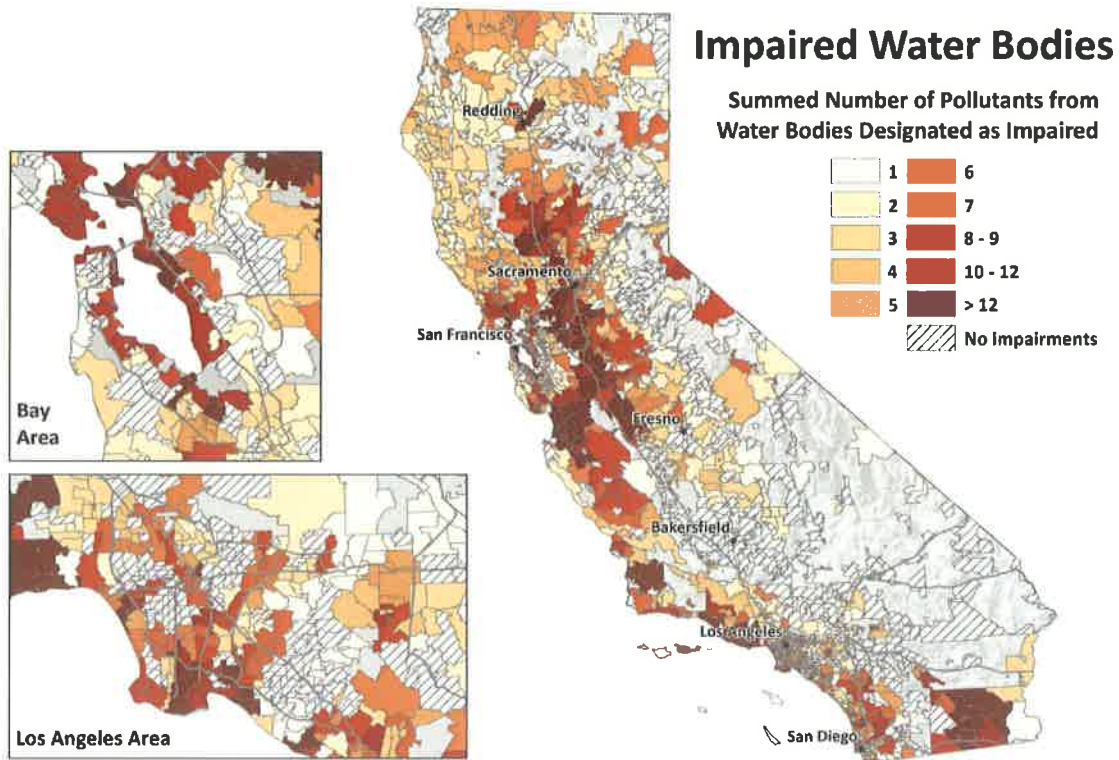 Impaired Water Bodies
Summed Number of Pollutants from
Water Bodies Designated as Impaired
1
6
2
7
3
8 - 9
4
10 - 12
5
> 12
No Impairments
Redding
Sacramento
San Francisco
Fresno
Bakersfield
Los Angeles
San Diego
Bay
Area
Los Angeles Area